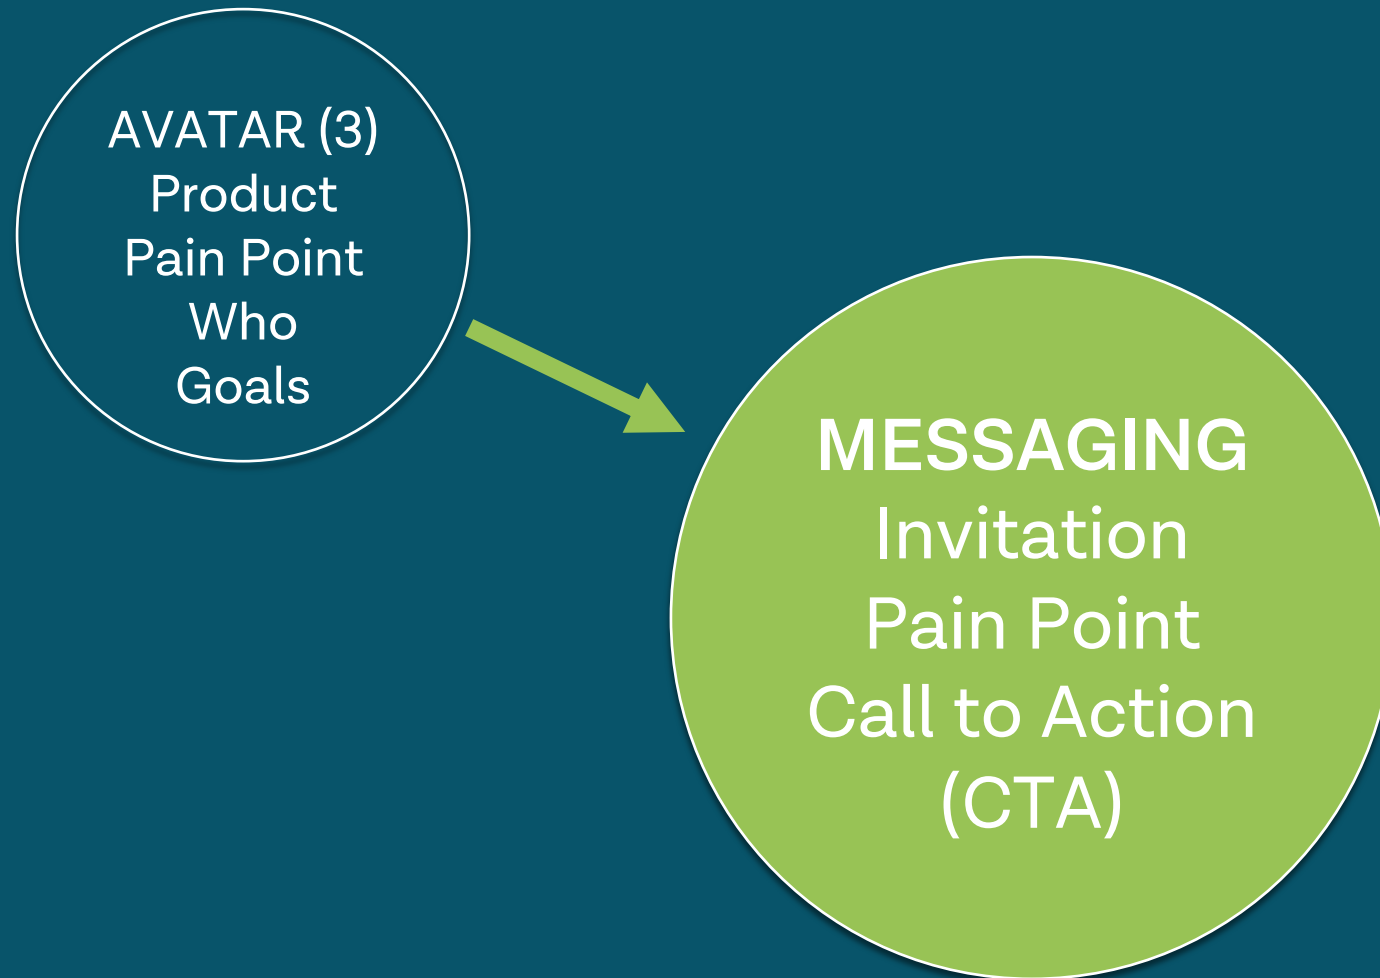 AVATAR (3)
Product
Pain Point
Who
Goals
MESSAGING
Invitation
Pain Point
Call to Action
(CTA)